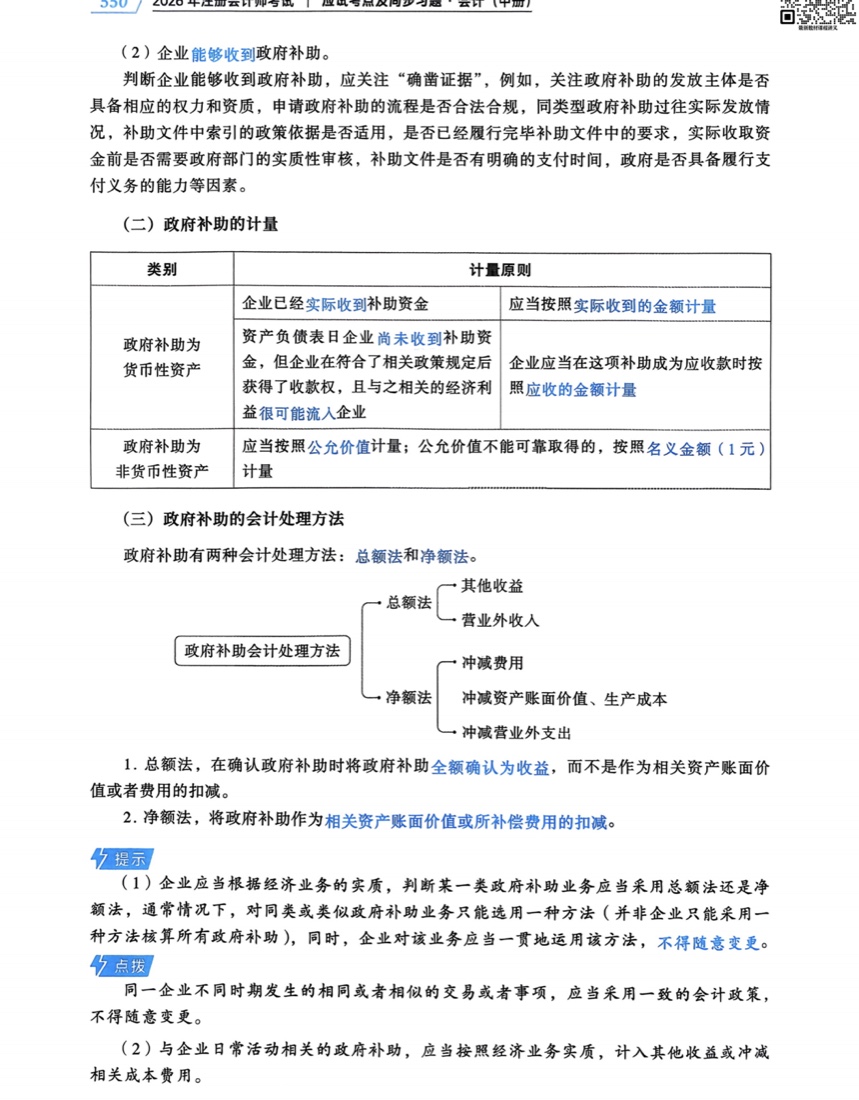 550 2026年注册会计师考试 | 应试考点及同步习题·会计（中册）
（2）企业能够收到政府补助。
判断企业能够收到政府补助，应关注“确凿证据”，例如，关注政府补助的发放主体是否
具备相应的权力和资质，申请政府补助的流程是否合法合规，同类型政府补助过往实际发放情
况，补助文件中索引的政策依据是否适用，是否已经履行完毕补助文件中的要求，实际收取资
金前是否需要政府部门的实质性审核，补助文件是否有明确的支付时间，政府是否具备履行支
付义务的能力等因素。
（二）政府补助的计量
类别 计量原则
政府补助为
货币性资产
企业已经实际收到补助资金 应当按照实际收到的金额计量
资产负债表日企业尚未收到补助资
金，但企业在符合了相关政策规定后
获得了收款权，且与之相关的经济利
益很可能流入企业
企业应当在这项补助成为应收款时按
照应收的金额计量
政府补助为
非货币性资产
应当按照公允价值计量；公允价值不能可靠取得的，按照名义金额（1元）
计量
（三）政府补助的会计处理方法
政府补助有两种会计处理方法：总额法和净额法。
政府补助会计处理方法
总额法
其他收益
营业外收入
净额法
冲减费用
冲减资产账面价值、生产成本
冲减营业外支出
1. 总额法，在确认政府补助时将政府补助全额确认为收益，而不是作为相关资产账面价
值或者费用的扣减。
2. 净额法，将政府补助作为相关资产账面价值或所补偿费用的扣减。
提示
（1）企业应当根据经济业务的实质，判断某一类政府补助业务应当采用总额法还是净
额法，通常情况下，对同类或类似政府补助业务只能选用一种方法（并非企业只能采用一
种方法核算所有政府补助），同时，企业对该业务应当一贯地运用该方法，不得随意变更。
点拨
同一企业不同时期发生的相同或者相似的交易或者事项，应当采用一致的会计政策，
不得随意变更。
（2）与企业日常活动相关的政府补助，应当按照经济业务实质，计入其他收益或冲减
相关成本费用。